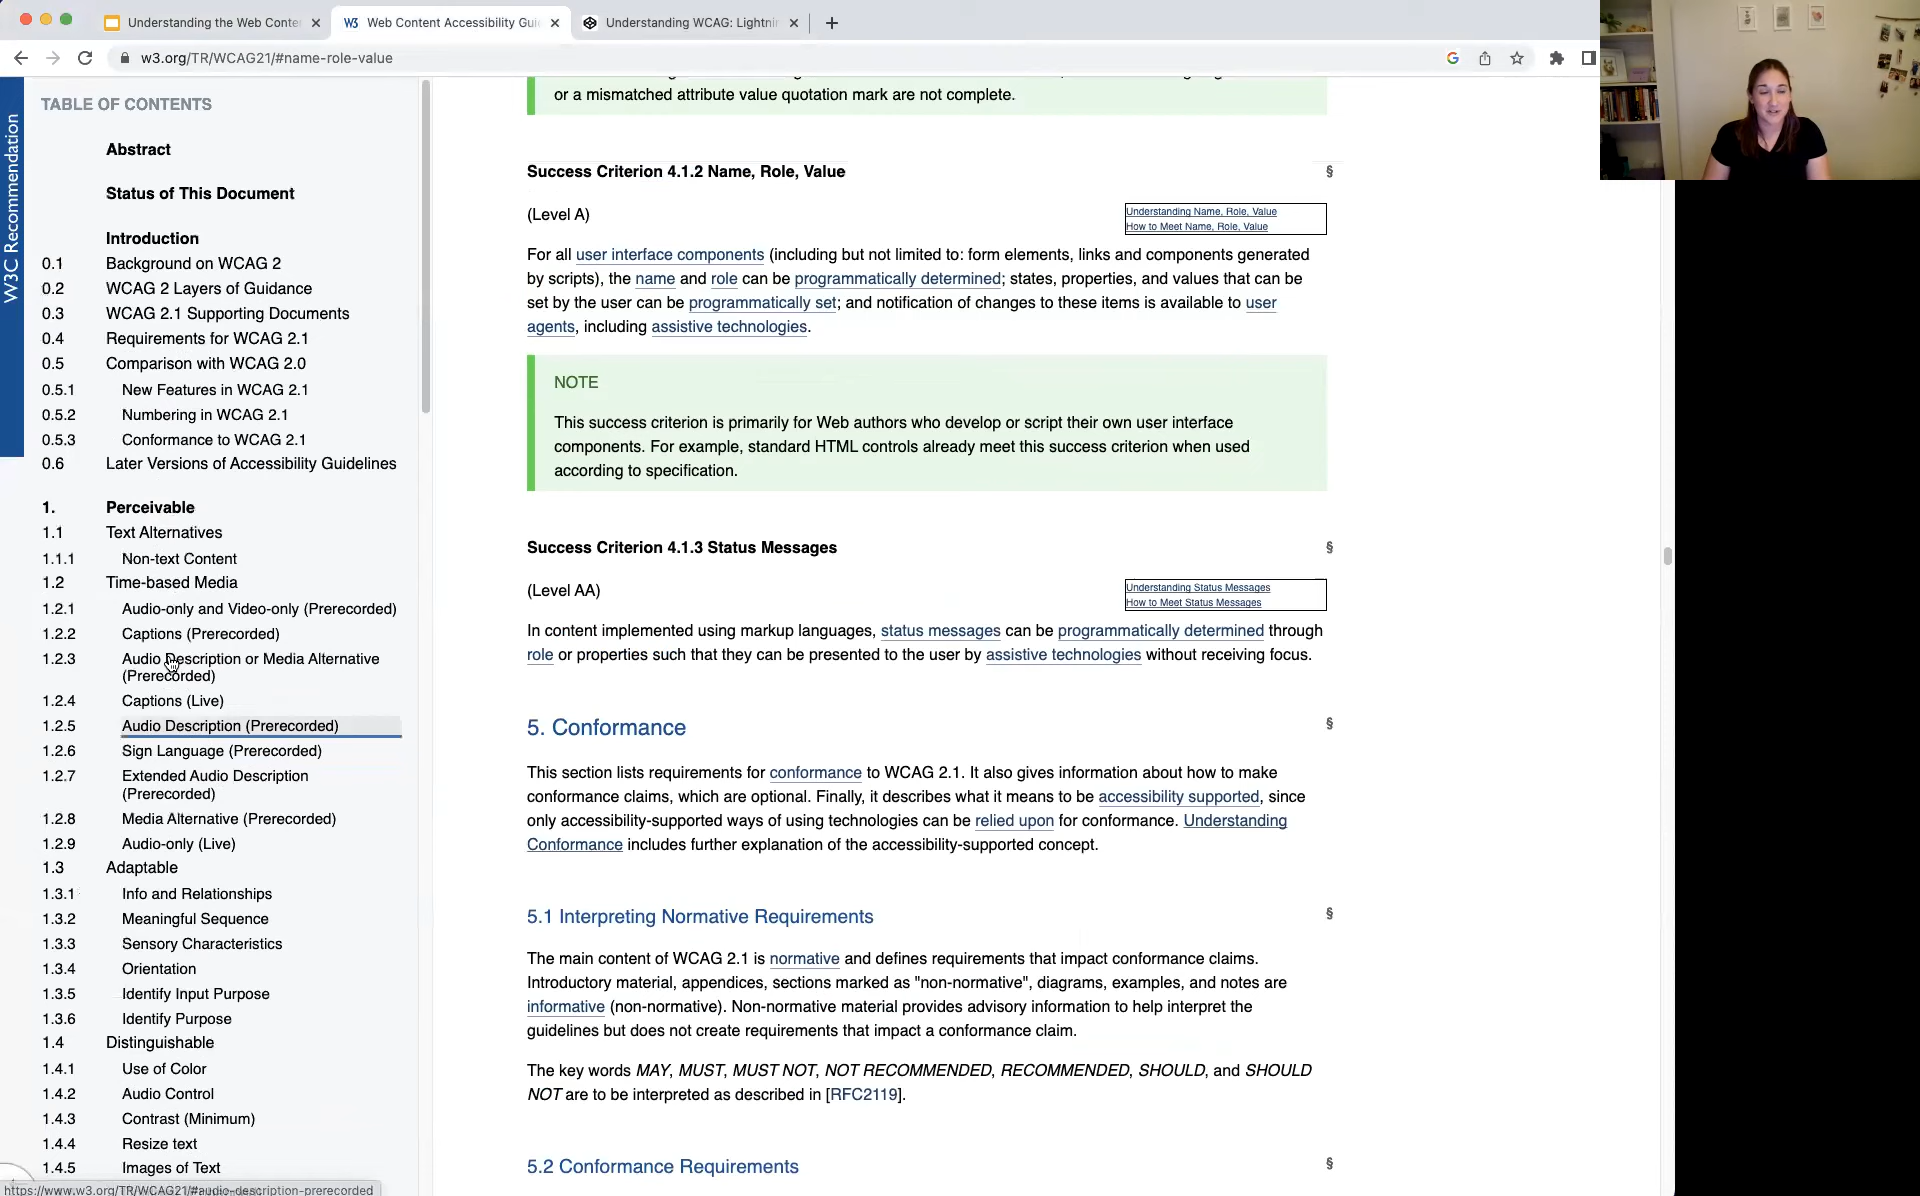 Understanding the Web Conte
Web Content Accessibility Gui
Understanding WCAG: Lightni
w3.org/TR/WCAG21/#name-role-value
W3C Recommendation
TABLE OF CONTENTS
Abstract
Status of This Document
Introduction
0.1 Background on WCAG 2
0.2 WCAG 2 Layers of Guidance
0.3 WCAG 2.1 Supporting Documents
0.4 Requirements for WCAG 2.1
0.5 Comparison with WCAG 2.0
0.5.1 New Features in WCAG 2.1
0.5.2 Numbering in WCAG 2.1
0.5.3 Conformance to WCAG 2.1
0.6 Later Versions of Accessibility Guidelines
1. Perceivable
1.1 Text Alternatives
1.1.1 Non-text Content
1.2 Time-based Media
1.2.1 Audio-only and Video-only (Prerecorded)
1.2.2 Captions (Prerecorded)
1.2.3 Audio Description or Media Alternative
(Prerecorded)
1.2.4 Captions (Live)
1.2.5 Audio Description (Prerecorded)
1.2.6 Sign Language (Prerecorded)
1.2.7 Extended Audio Description
(Prerecorded)
1.2.8 Media Alternative (Prerecorded)
1.2.9 Audio-only (Live)
1.3 Adaptable
1.3.1 Info and Relationships
1.3.2 Meaningful Sequence
1.3.3 Sensory Characteristics
1.3.4 Orientation
1.3.5 Identify Input Purpose
1.3.6 Identify Purpose
1.4 Distinguishable
1.4.1 Use of Color
1.4.2 Audio Control
1.4.3 Contrast (Minimum)
1.4.4 Resize text
1.4.5 Images of Text
https://www.w3.org/TR/WCAG21/#audio-description-prerecorded
or a mismatched attribute value quotation mark are not complete.
Success Criterion 4.1.2 Name, Role, Value §
(Level A)
Understanding Name, Role, Value
How to Meet Name, Role, Value
For all user interface components (including but not limited to: form elements, links and components generated
by scripts), the name and role can be programmatically determined; states, properties, and values that can be
set by the user can be programmatically set; and notification of changes to these items is available to user
agents, including assistive technologies.
NOTE
This success criterion is primarily for Web authors who develop or script their own user interface
components. For example, standard HTML controls already meet this success criterion when used
according to specification.
Success Criterion 4.1.3 Status Messages §
(Level AA)
Understanding Status Messages
How to Meet Status Messages
In content implemented using markup languages, status messages can be programmatically determined through
role or properties such that they can be presented to the user by assistive technologies without receiving focus.
5. Conformance §
This section lists requirements for conformance to WCAG 2.1. It also gives information about how to make
conformance claims, which are optional. Finally, it describes what it means to be accessibility supported, since
only accessibility-supported ways of using technologies can be relied upon for conformance. Understanding
Conformance includes further explanation of the accessibility-supported concept.
5.1 Interpreting Normative Requirements §
The main content of WCAG 2.1 is normative and defines requirements that impact conformance claims.
Introductory material, appendices, sections marked as "non-normative", diagrams, examples, and notes are
informative (non-normative). Non-normative material provides advisory information to help interpret the
guidelines but does not create requirements that impact a conformance claim.
The key words MAY, MUST, MUST NOT, NOT RECOMMENDED, RECOMMENDED, SHOULD, and SHOULD
NOT are to be interpreted as described in [RFC2119].
5.2 Conformance Requirements §